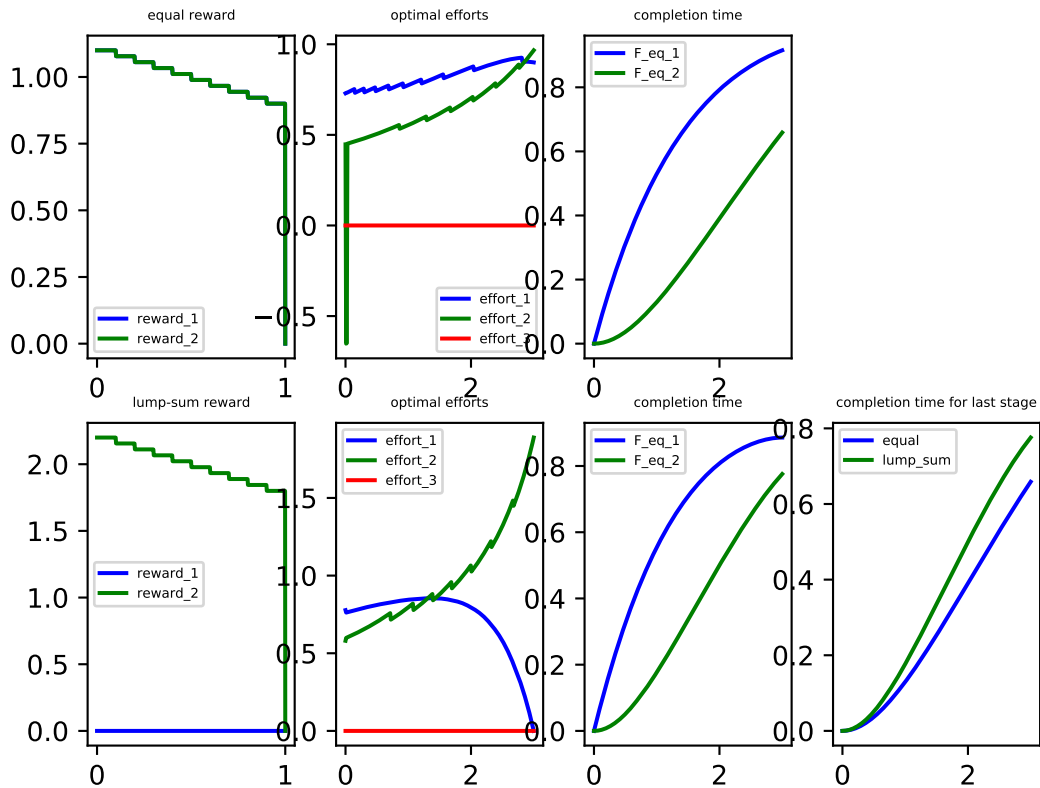 equal reward
1.00
0.75
0.50
0.25
0.00
reward_1
reward_2
0
1
optimal efforts
1.0
0.5
0.0
−0.5
effort_1
effort_2
effort_3
0
2
completion time
F_eq_1
F_eq_2
0.8
0.6
0.4
0.2
0.0
0
2
lump-sum reward
2.0
1.5
1.0
0.5
0.0
reward_1
reward_2
0
1
optimal efforts
effort_1
effort_2
effort_3
1.5
1.0
0.5
0.0
0
2
completion time
F_eq_1
F_eq_2
0.8
0.6
0.4
0.2
0.0
0
2
completion time for last stage
equal
lump_sum
0.8
0.6
0.4
0.2
0.0
0
2